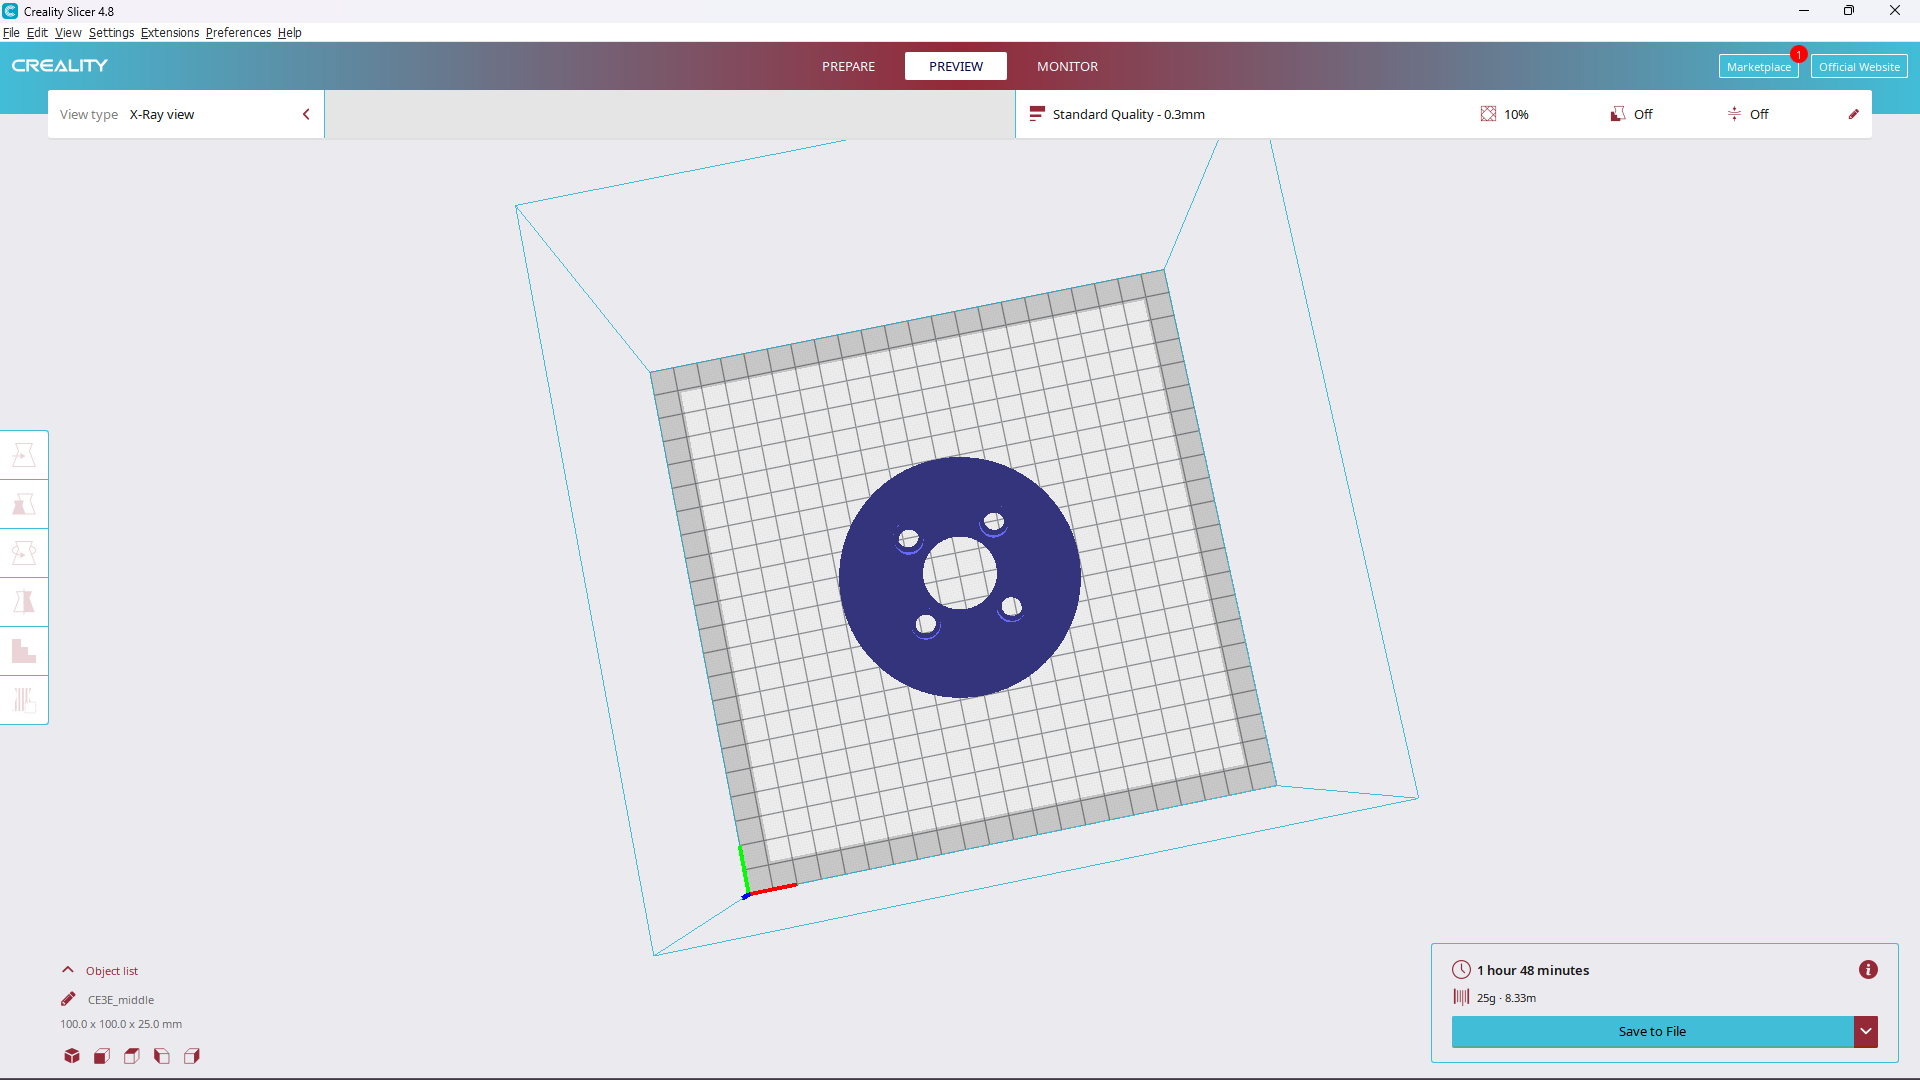 Creality Slicer 4.8
File Edit View Settings Extensions Preferences Help
CREALITY
PREPARE
PREVIEW
MONITOR
Marketplace
1
Official Website
View type X-Ray view
Standard Quality - 0.3mm
10%
Off
Off
Object list
CE3E_middle
100.0 x 100.0 x 25.0 mm
1 hour 48 minutes
25g · 8.33m
Save to File